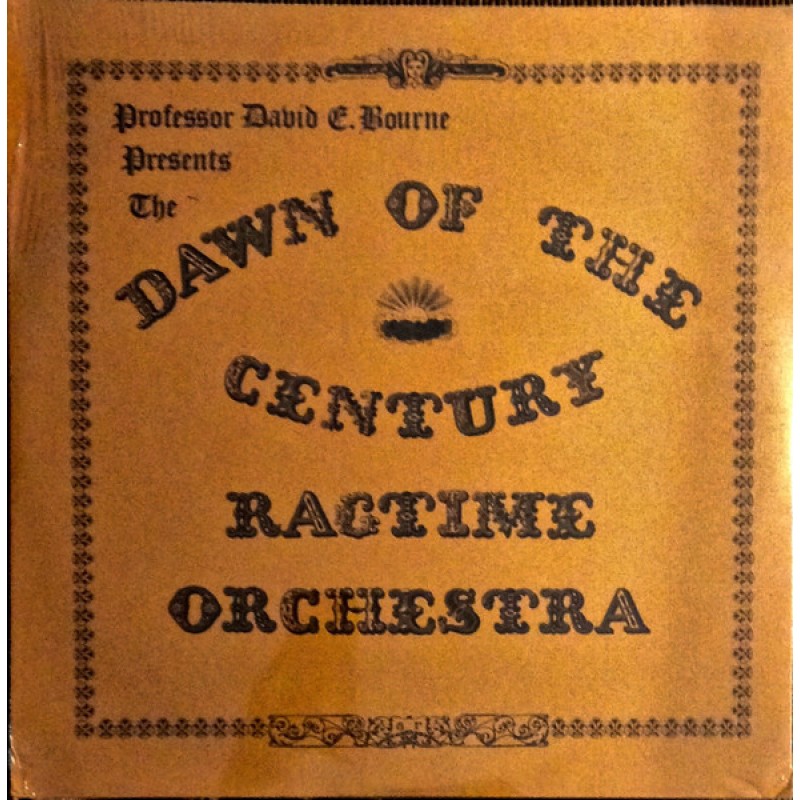 Professor David E. Bourne
Presents
The
DAWN OF THE
CENTURY
RAGTIME
ORCHESTRA